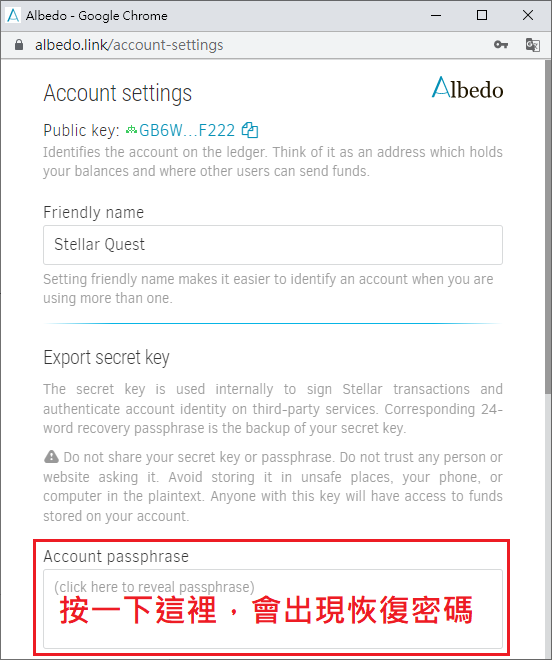 Albedo - Google Chrome
albedo.link/account-settings
Account settings
Albedo
Public key: GB6W...F222
Identifies the account on the ledger. Think of it as an address which holds
your balances and where other users can send funds.
Friendly name
Stellar Quest
Setting friendly name makes it easier to identify an account when you are
using more than one.
Export secret key
The secret key is used internally to sign Stellar transactions and
authenticate account identity on third-party services. Corresponding 24-
word recovery passphrase is the backup of your secret key.
Do not share your secret key or passphrase. Do not trust any person or
website asking it. Avoid storing it in unsafe places, your phone, or
computer in the plaintext. Anyone with this key will have access to funds
stored on your account.
Account passphrase
(click here to reveal passphrase)
按一下這裡，會出現恢復密碼